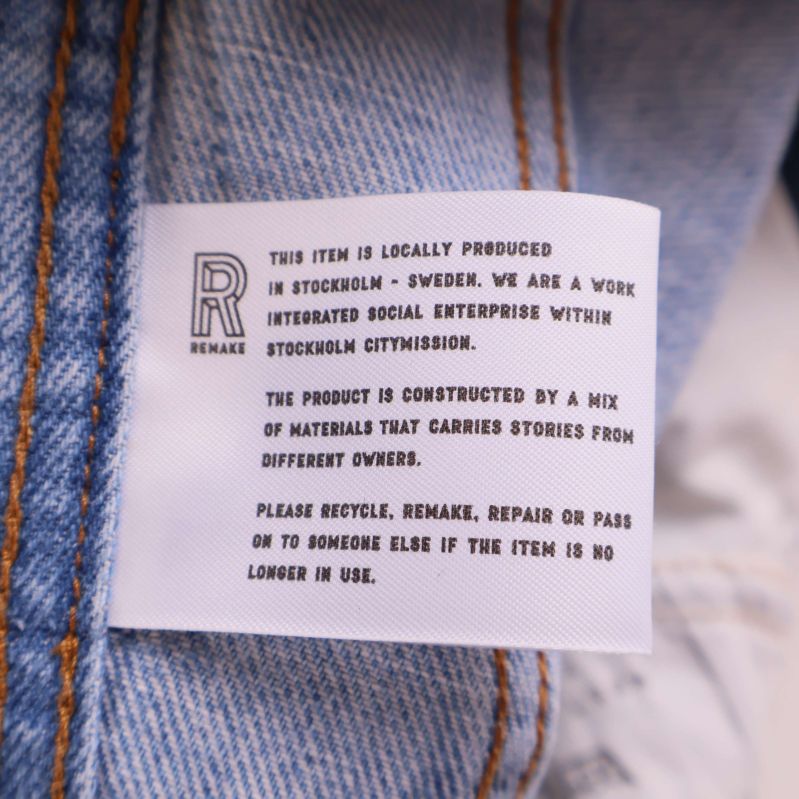 R
REMAKE
THIS ITEM IS LOCALLY PRODUCED
IN STOCKHOLM - SWEDEN. WE ARE A WORK
INTEGRATED SOCIAL ENTERPRISE WITHIN
STOCKHOLM CITYMISSION.
THE PRODUCT IS CONSTRUCTED BY A MIX
OF MATERIALS THAT CARRIES STORIES FROM
DIFFERENT OWNERS.
PLEASE RECYCLE, REMAKE, REPAIR OR PASS
ON TO SOMEONE ELSE IF THE ITEM IS NO
LONGER IN USE.